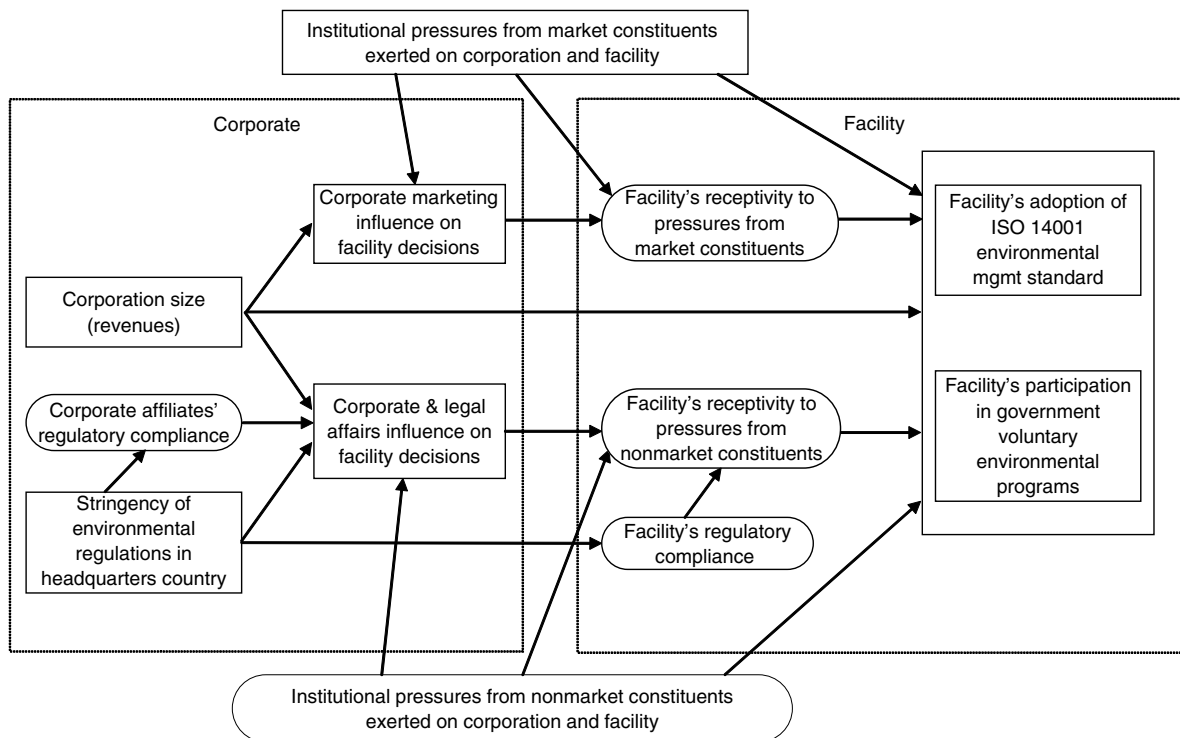 Institutional pressures from market constituents
exerted on corporation and facility
Corporate
Facility
Corporate marketing
influence on
facility decisions
Facility’s receptivity to
pressures from
market constituents
Facility’s adoption of
ISO 14001
environmental
mgmt standard
Corporation size
(revenues)
Corporate affiliates’
regulatory compliance
Corporate & legal
affairs influence on
facility decisions
Facility’s receptivity to
pressures from
nonmarket constituents
Facility’s participation
in government
voluntary
environmental
programs
Stringency of
environmental
regulations in
headquarters country
Facility’s regulatory
compliance
Institutional pressures from nonmarket constituents
exerted on corporation and facility